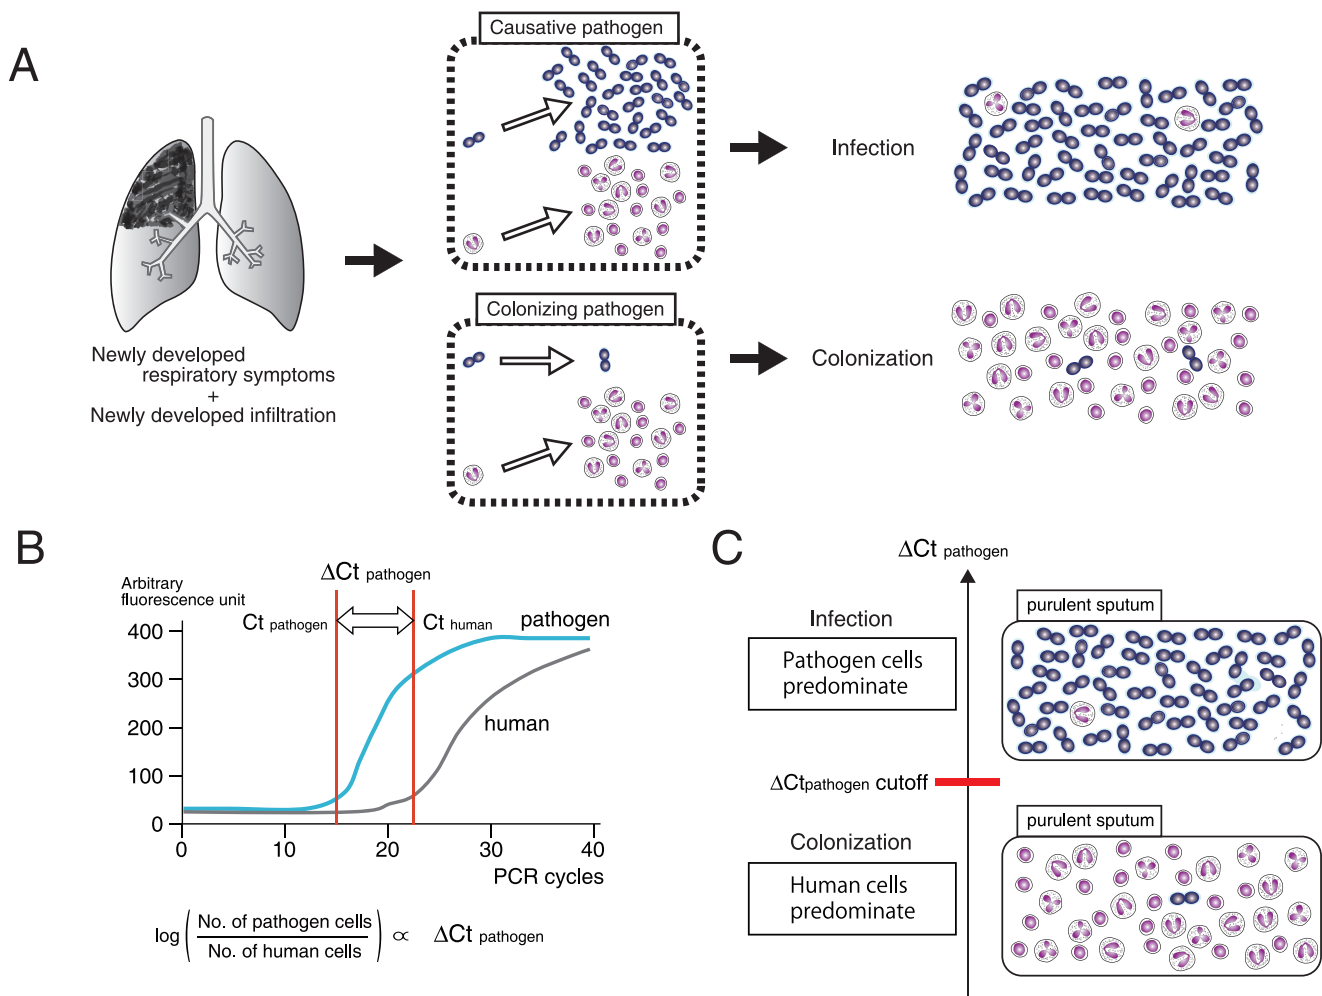 A
Causative pathogen
Infection
Newly developed
respiratory symptoms
+
Newly developed infiltration
Colonizing pathogen
Colonization
B
Arbitrary
fluorescence unit
ΔCt pathogen
Ct pathogen
Ct human
pathogen
human
400
300
200
100
0
0 10 20 30 40
PCR cycles
log ( No. of pathogen cells / No. of human cells ) ∝ ΔCt pathogen
C
ΔCt pathogen
Infection
Pathogen cells
predominate
purulent sputum
ΔCtpathogen cutoff
Colonization
Human cells
predominate
purulent sputum